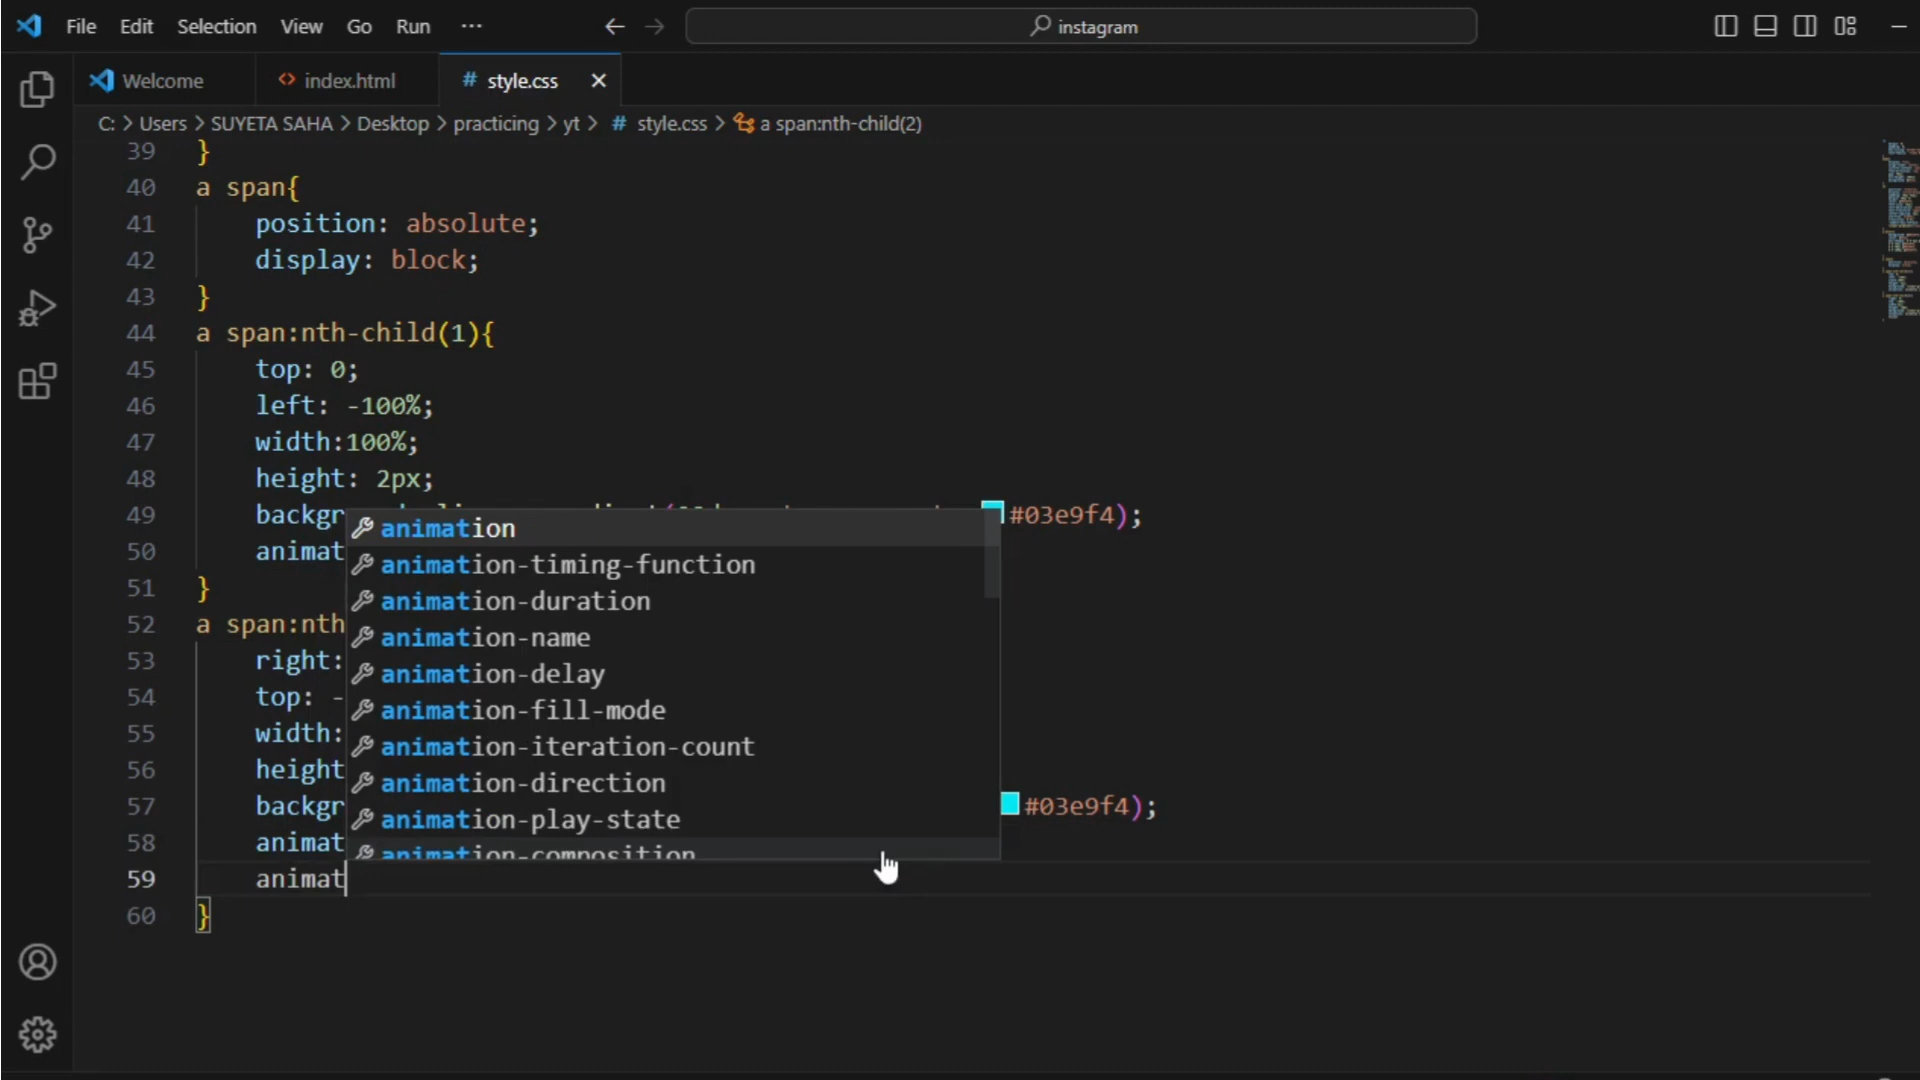 File Edit Selection View Go Run ···
instagram
Welcome
index.html
# style.css
C: > Users > SUYETA SAHA > Desktop > practicing > yt > # style.css > a span:nth-child(2)
39 }
40 a span{
41 position: absolute;
42 display: block;
43 }
44 a span:nth-child(1){
45 top: 0;
46 left: -100%;
47 width:100%;
48 height: 2px;
49 backgr #03e9f4);
50 animat
51 }
52 a span:nth
53 right:
54 top: -
55 width:
56 height
57 backgr #03e9f4);
58 animat
59 animat
60 }
animation
animation-timing-function
animation-duration
animation-name
animation-delay
animation-fill-mode
animation-iteration-count
animation-direction
animation-play-state
animation-composition